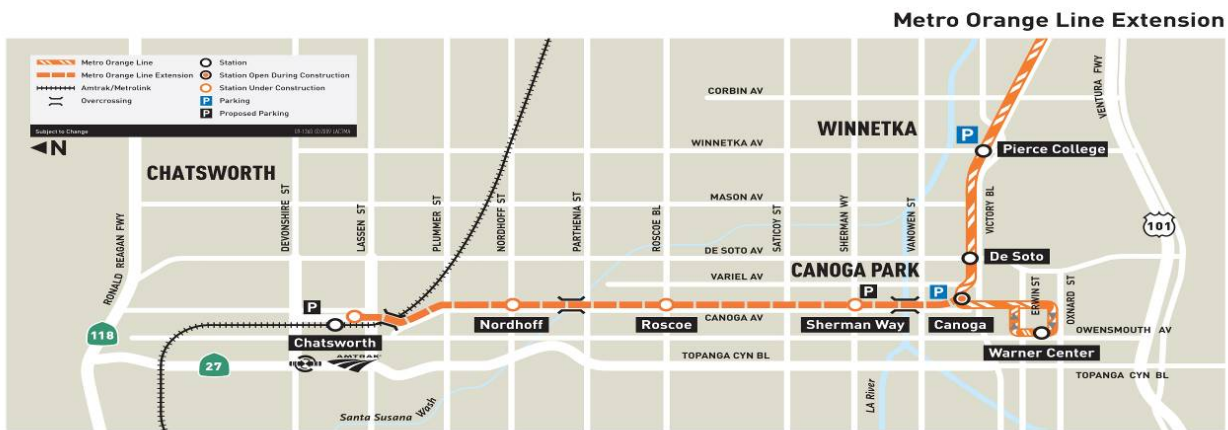 Metro Orange Line Extension
Metro Orange Line
Metro Orange Line Extension
Amtrak/Metrolink
Overcrossing
Station
Station Open During Construction
Station Under Construction
P Parking
P Proposed Parking
Subject to Change
N
CHATSWORTH
WINNETKA
CANOGA PARK
CORBIN AV
WINNETKA AV
MASON AV
DE SOTO AV
VARIEL AV
CANOGA AV
OWENSMOUTH AV
TOPANGA CYN BL
TOPANGA CYN BL
RONALD REAGAN FWY
DEVONSHIRE ST
LASSEN ST
PLUMMER ST
NORDHOFF ST
PARTHENIA ST
ROSCOE BL
SATICOY ST
SHERMAN WY
VANOWEN ST
VICTORY BL
ERWIN ST
OXNARD ST
VENTURA FWY
P
Pierce College
101
De Soto
P
P
P
Chatsworth
Nordhoff
Roscoe
Sherman Way
Canoga
Warner Center
118
27
AMTRAK
Santa Susana Wash
LA River